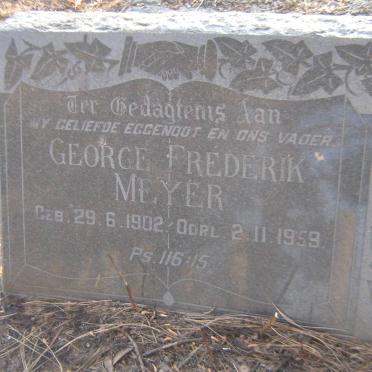 Ter Gedagtenis Aan
MY GELIEFDE EGGENOOT EN ONS VADER
GEORGE FREDERIK
MEYER
GEB. 29.6.1902 OORL. 2.11.1959.
Ps. 116:15